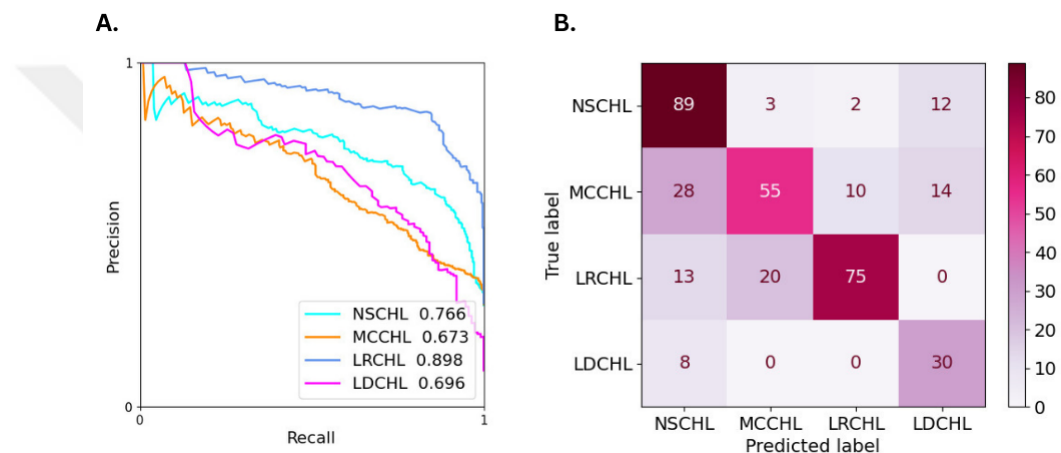 A.
1
Precision
0
0
Recall
1
NSCHL 0.766
MCCHL 0.673
LRCHL 0.898
LDCHL 0.696
B.
True label
NSCHL 89 3 2 12
MCCHL 28 55 10 14
LRCHL 13 20 75 0
LDCHL 8 0 0 30
NSCHL MCCHL LRCHL LDCHL
Predicted label
80
70
60
50
40
30
20
10
0